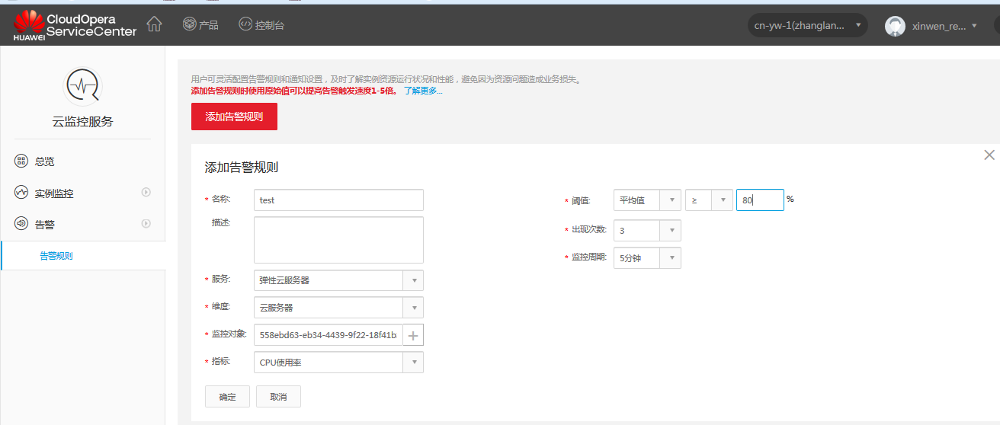 HUAWEI
CloudOpera
ServiceCenter
产品
控制台
cn-yw-1(zhanglan...
xinwen_re...
云监控服务
总览
实例监控
告警
告警规则
用户可灵活配置告警规则和通知设置，及时了解实例资源运行状况和性能，避免因为资源问题造成业务损失。
添加告警规则时使用原始值可以提高告警触发速度1-5倍。 了解更多...
添加告警规则
添加告警规则
* 名称: test
描述:
* 服务: 弹性云服务器
* 维度: 云服务器
* 监控对象: 558ebd63-eb34-4439-9f22-18f41b
* 指标: CPU使用率
* 阈值: 平均值 ≥ 80 %
* 出现次数: 3
* 监控周期: 5分钟
确定 取消